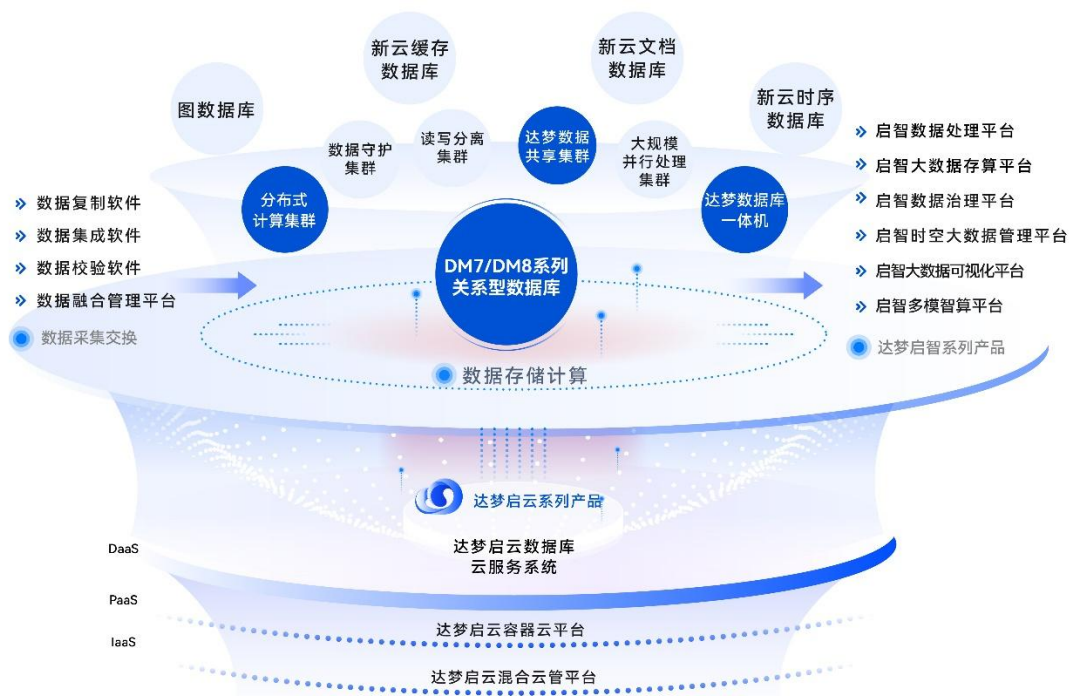 新云缓存
数据库
新云文档
数据库
图数据库
新云时序
数据库
数据守护
集群
读写分离
集群
达梦数据
共享集群
大规模
并行处理
集群
分布式
计算集群
达梦数据库
一体机
DM7/DM8系列
关系型数据库
数据复制软件
数据集成软件
数据校验软件
数据融合管理平台
数据采集交换
启智数据处理平台
启智大数据存算平台
启智数据治理平台
启智时空大数据管理平台
启智大数据可视化平台
启智多模智算平台
达梦启智系列产品
数据存储计算
达梦启云系列产品
达梦启云数据库
云服务系统
DaaS
PaaS
达梦启云容器云平台
IaaS
达梦启云混合云管平台